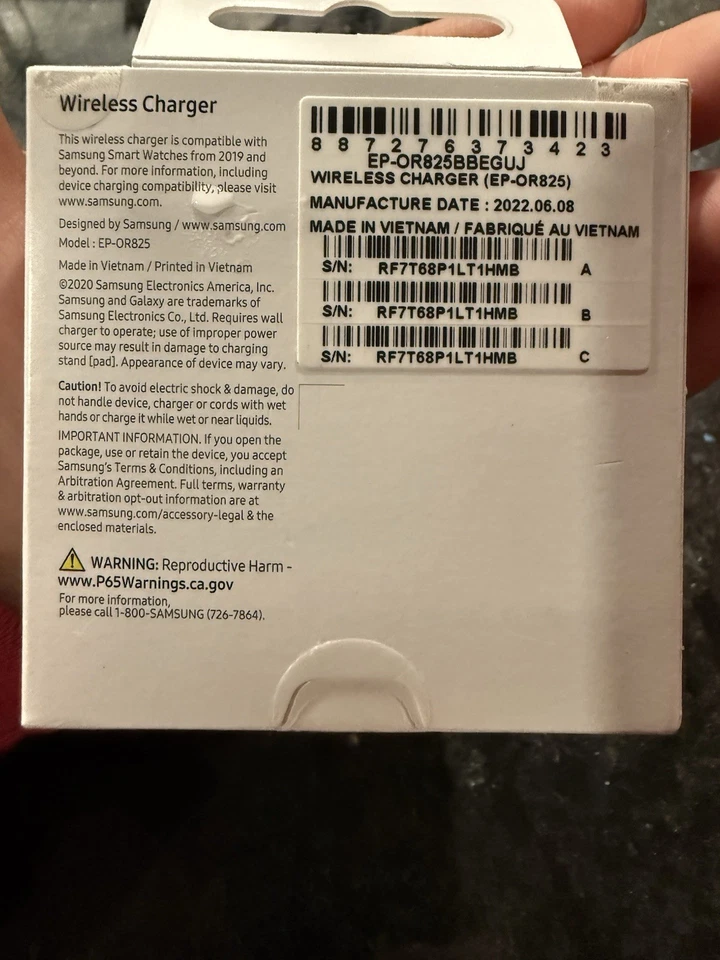 Wireless Charger
This wireless charger is compatible with
Samsung Smart Watches from 2019 and
beyond. For more information, including
device charging compatibility, please visit
www.samsung.com.
Designed by Samsung / www.samsung.com
Model : EP-OR825
Made in Vietnam / Printed in Vietnam
©2020 Samsung Electronics America, Inc.
Samsung and Galaxy are trademarks of
Samsung Electronics Co., Ltd. Requires wall
charger to operate; use of improper power
source may result in damage to charging
stand [pad]. Appearance of device may vary.
Caution! To avoid electric shock & damage, do
not handle device, charger or cords with wet
hands or charge it while wet or near liquids.
IMPORTANT INFORMATION. If you open the
package, use or retain the device, you accept
Samsung's Terms & Conditions, including an
Arbitration Agreement. Full terms, warranty
& arbitration opt-out information are at
www.samsung.com/accessory-legal & the
enclosed materials.
WARNING: Reproductive Harm -
www.P65Warnings.ca.gov
For more information,
please call 1-800-SAMSUNG (726-7864).
8 8 7 2 7 6 3 7 3 4 2 3
EP-OR825BBEGUJ
WIRELESS CHARGER (EP-OR825)
MANUFACTURE DATE : 2022.06.08
MADE IN VIETNAM / FABRIQUÉ AU VIETNAM
S/N: RF7T68P1LT1HMB A
S/N: RF7T68P1LT1HMB B
S/N: RF7T68P1LT1HMB C